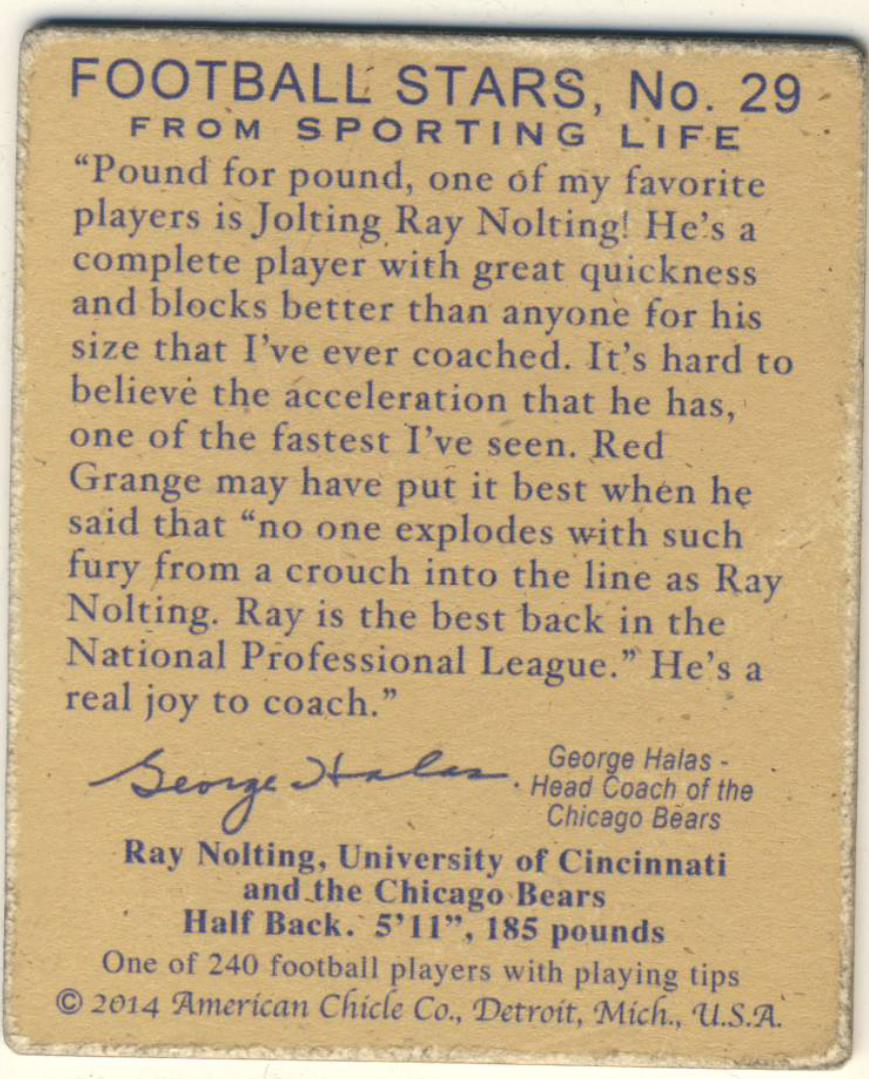 FOOTBALL STARS, No. 29
FROM SPORTING LIFE
“Pound for pound, one of my favorite
players is Jolting Ray Nolting! He’s a
complete player with great quickness
and blocks better than anyone for his
size that I’ve ever coached. It’s hard to
believe the acceleration that he has,
one of the fastest I’ve seen. Red
Grange may have put it best when he
said that “no one explodes with such
fury from a crouch into the line as Ray
Nolting. Ray is the best back in the
National Professional League.” He’s a
real joy to coach.”
George Halas
George Halas -
Head Coach of the
Chicago Bears
Ray Nolting, University of Cincinnati
and the Chicago Bears
Half Back. 5’11”, 185 pounds
One of 240 football players with playing tips
© 2014 American Chicle Co., Detroit, Mich., U.S.A.